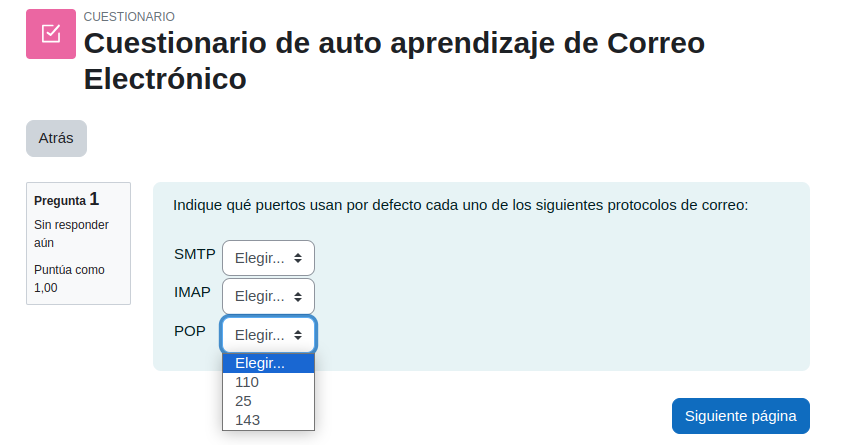 CUESTIONARIO
Cuestionario de auto aprendizaje de Correo
Electrónico
Atrás
Pregunta 1
Sin responder
aún
Puntúa como
1,00
Indique qué puertos usan por defecto cada uno de los siguientes protocolos de correo:
SMTP Elegir...
IMAP Elegir...
POP Elegir...
Elegir...
110
25
143
Siguiente página